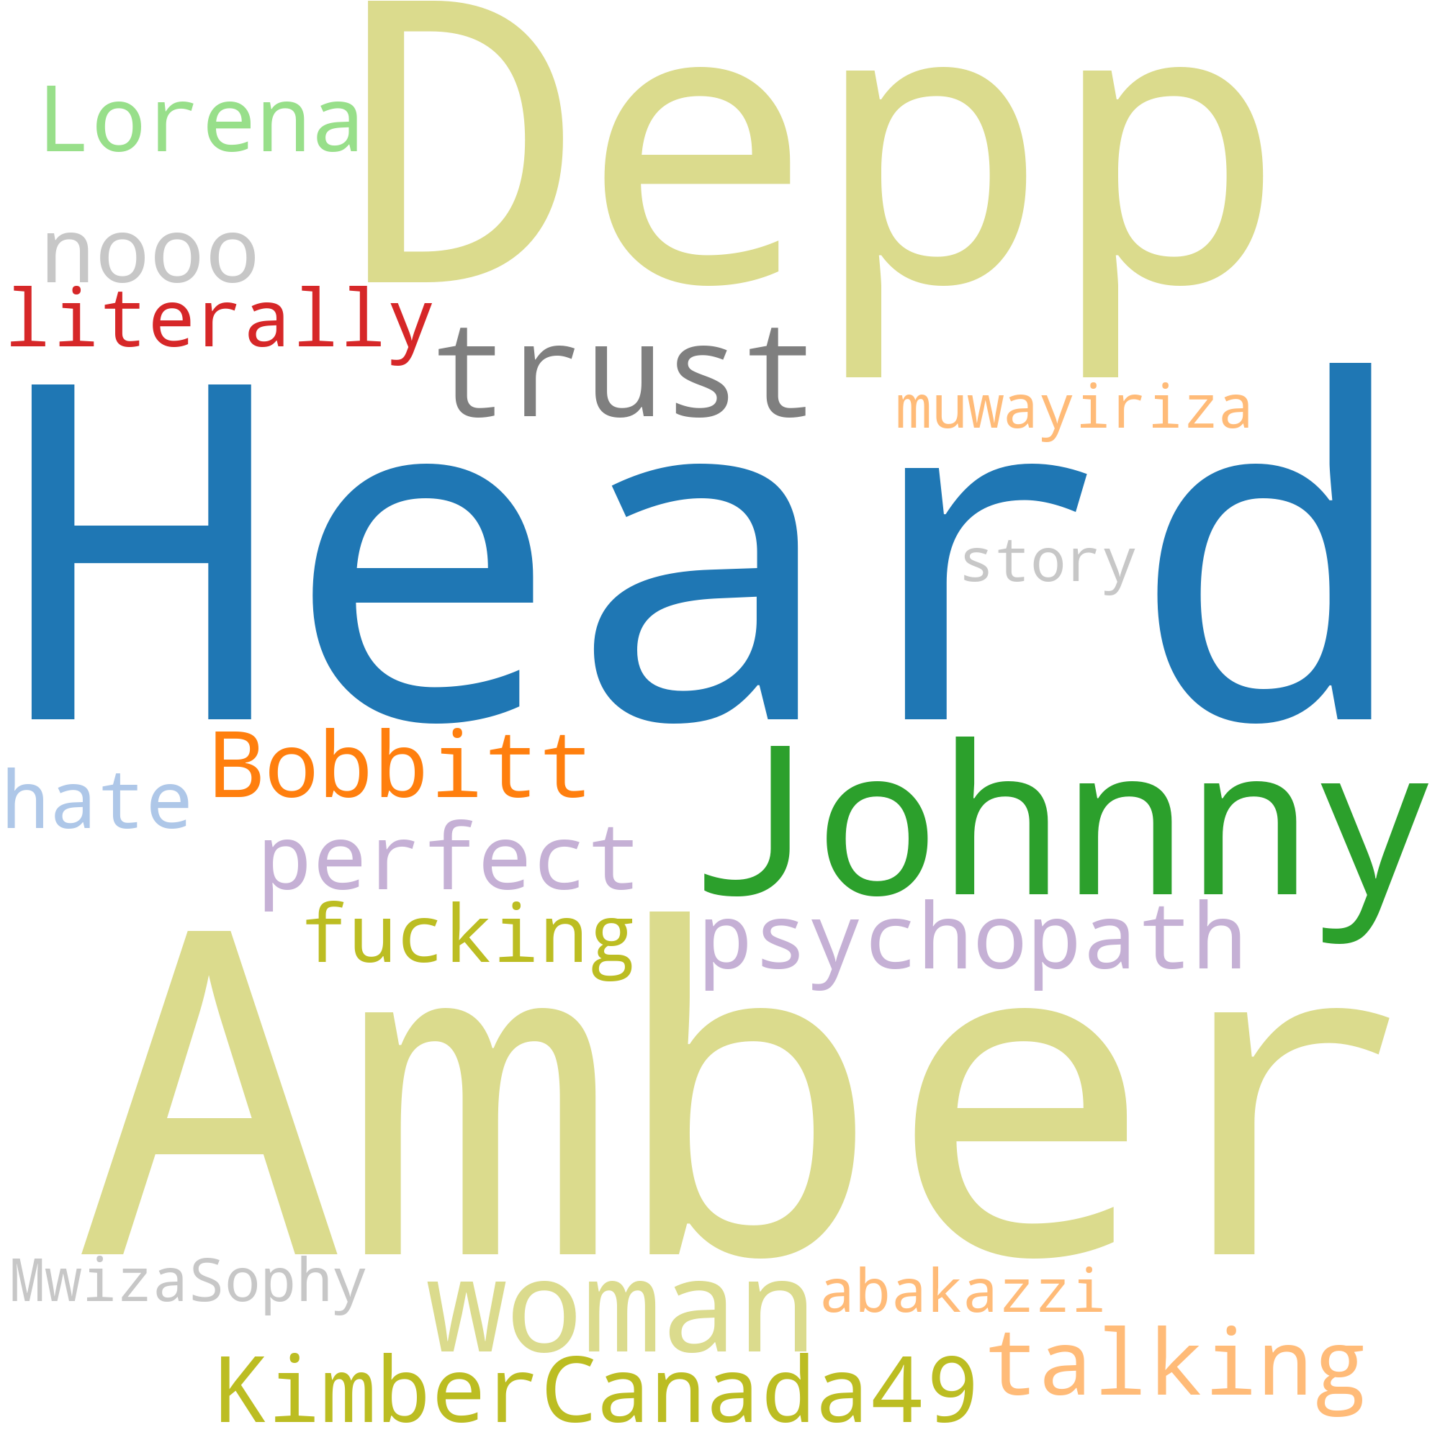 Depp
Lorena
nooo
literally
trust
muwayiriza
Heard
story
Bobbitt
hate
Johnny
perfect
fucking
psychopath
Amber
MwizaSophy
woman
abakazzi
KimberCanada49
talking